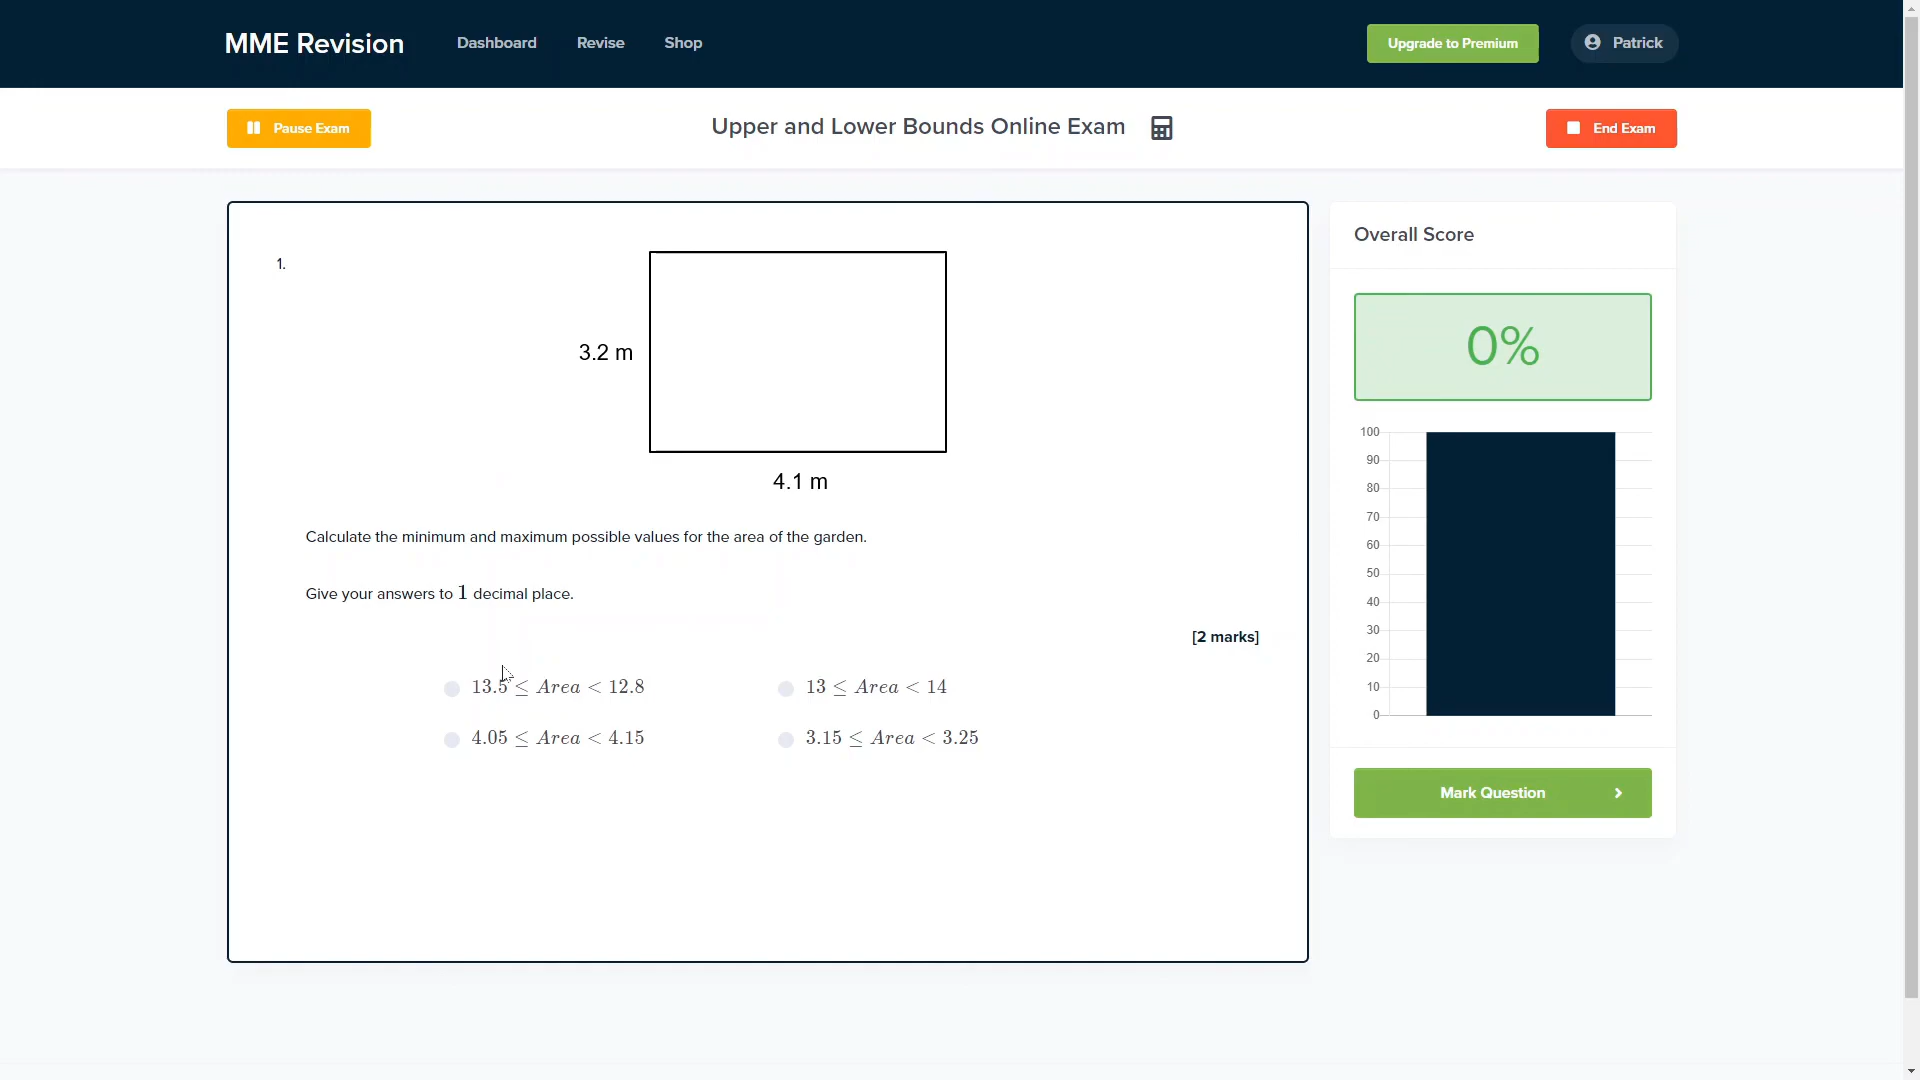 MME Revision
Dashboard
Revise
Shop
Upgrade to Premium
Patrick
Pause Exam
Upper and Lower Bounds Online Exam
End Exam
1.
3.2 m
4.1 m
Calculate the minimum and maximum possible values for the area of the garden.
Give your answers to 1 decimal place.
[2 marks]
13.5 ≤ Area < 12.8
13 ≤ Area < 14
4.05 ≤ Area < 4.15
3.15 ≤ Area < 3.25
Overall Score
0%
100
90
80
70
60
50
40
30
20
10
0
Mark Question